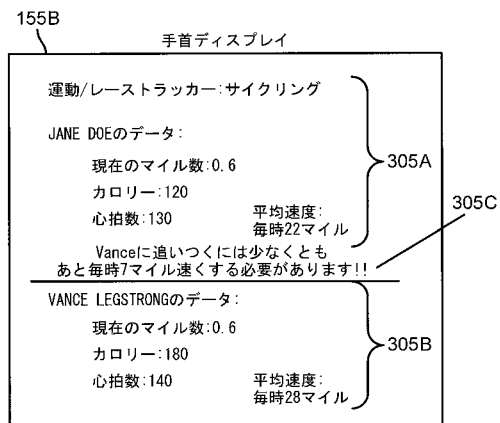 155B
手首ディスプレイ
運動/レーストラッカー:サイクリング
JANE DOEのデータ:
現在のマイル数:0.6
カロリー:120
心拍数:130
平均速度:
毎時22マイル
305A
305C
Vanceに追いつくには少なくとも
あと毎時7マイル速くする必要があります!!
VANCE LEGSTRONGのデータ:
現在のマイル数:0.6
カロリー:180
心拍数:140
平均速度:
毎時28マイル
305B